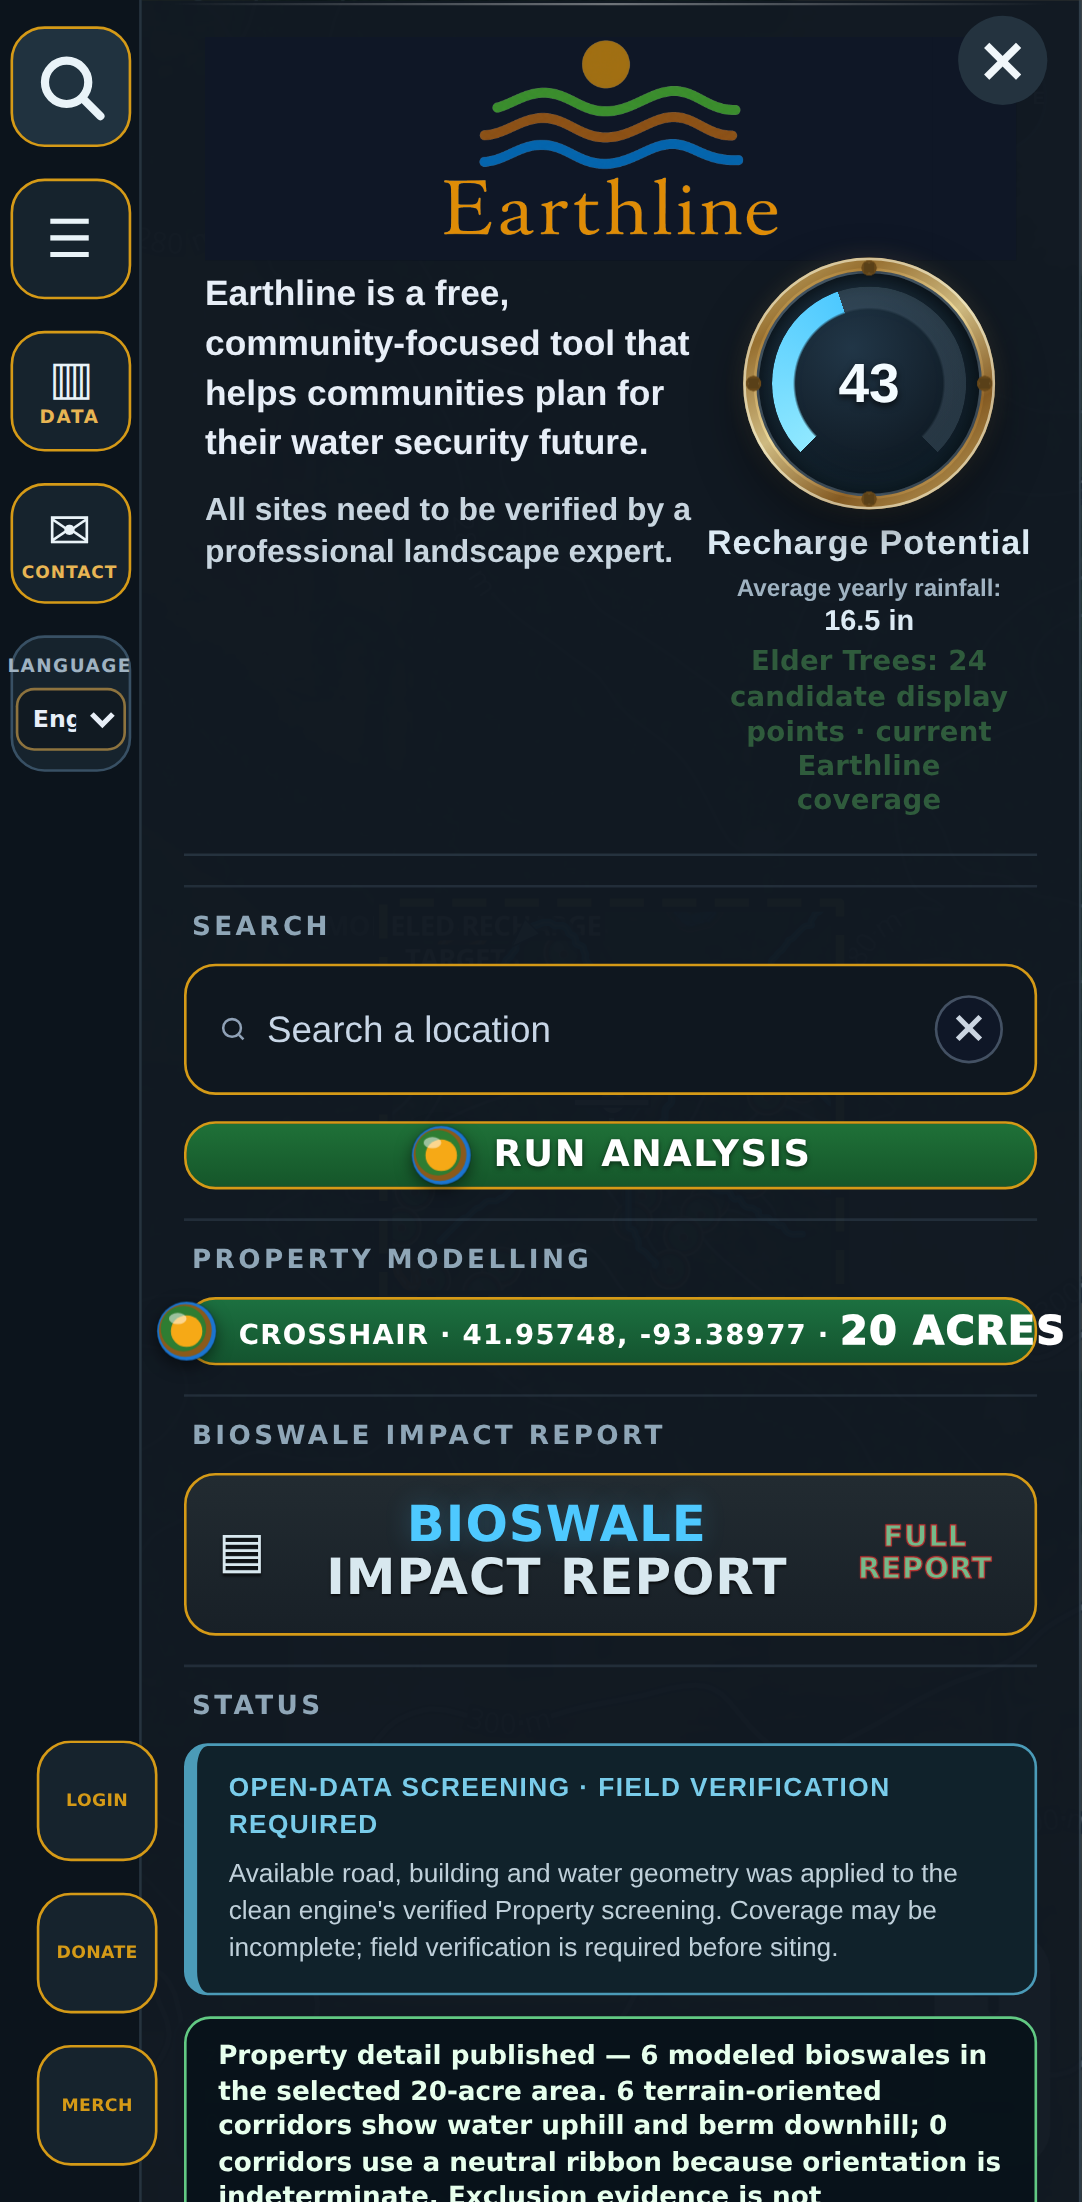 Earthline
Earthline is a free,
community-focused tool that
helps communities plan for
their water security future.
All sites need to be verified by a
professional landscape expert.
43
Recharge Potential
Average yearly rainfall:
16.5 in
Elder Trees: 24
candidate display
points · current
Earthline
coverage
DATA
CONTACT
LANGUAGE
Eng
SEARCH
Search a location
RUN ANALYSIS
PROPERTY MODELLING
CROSSHAIR · 41.95748, -93.38977 · 20 ACRES
BIOSWALE IMPACT REPORT
BIOSWALE
IMPACT REPORT
FULL
REPORT
STATUS
OPEN-DATA SCREENING · FIELD VERIFICATION
REQUIRED
Available road, building and water geometry was applied to the
clean engine's verified Property screening. Coverage may be
incomplete; field verification is required before siting.
Property detail published — 6 modeled bioswales in
the selected 20-acre area. 6 terrain-oriented
corridors show water uphill and berm downhill; 0
corridors use a neutral ribbon because orientation is
indeterminate. Exclusion evidence is not
LOGIN
DONATE
MERCH